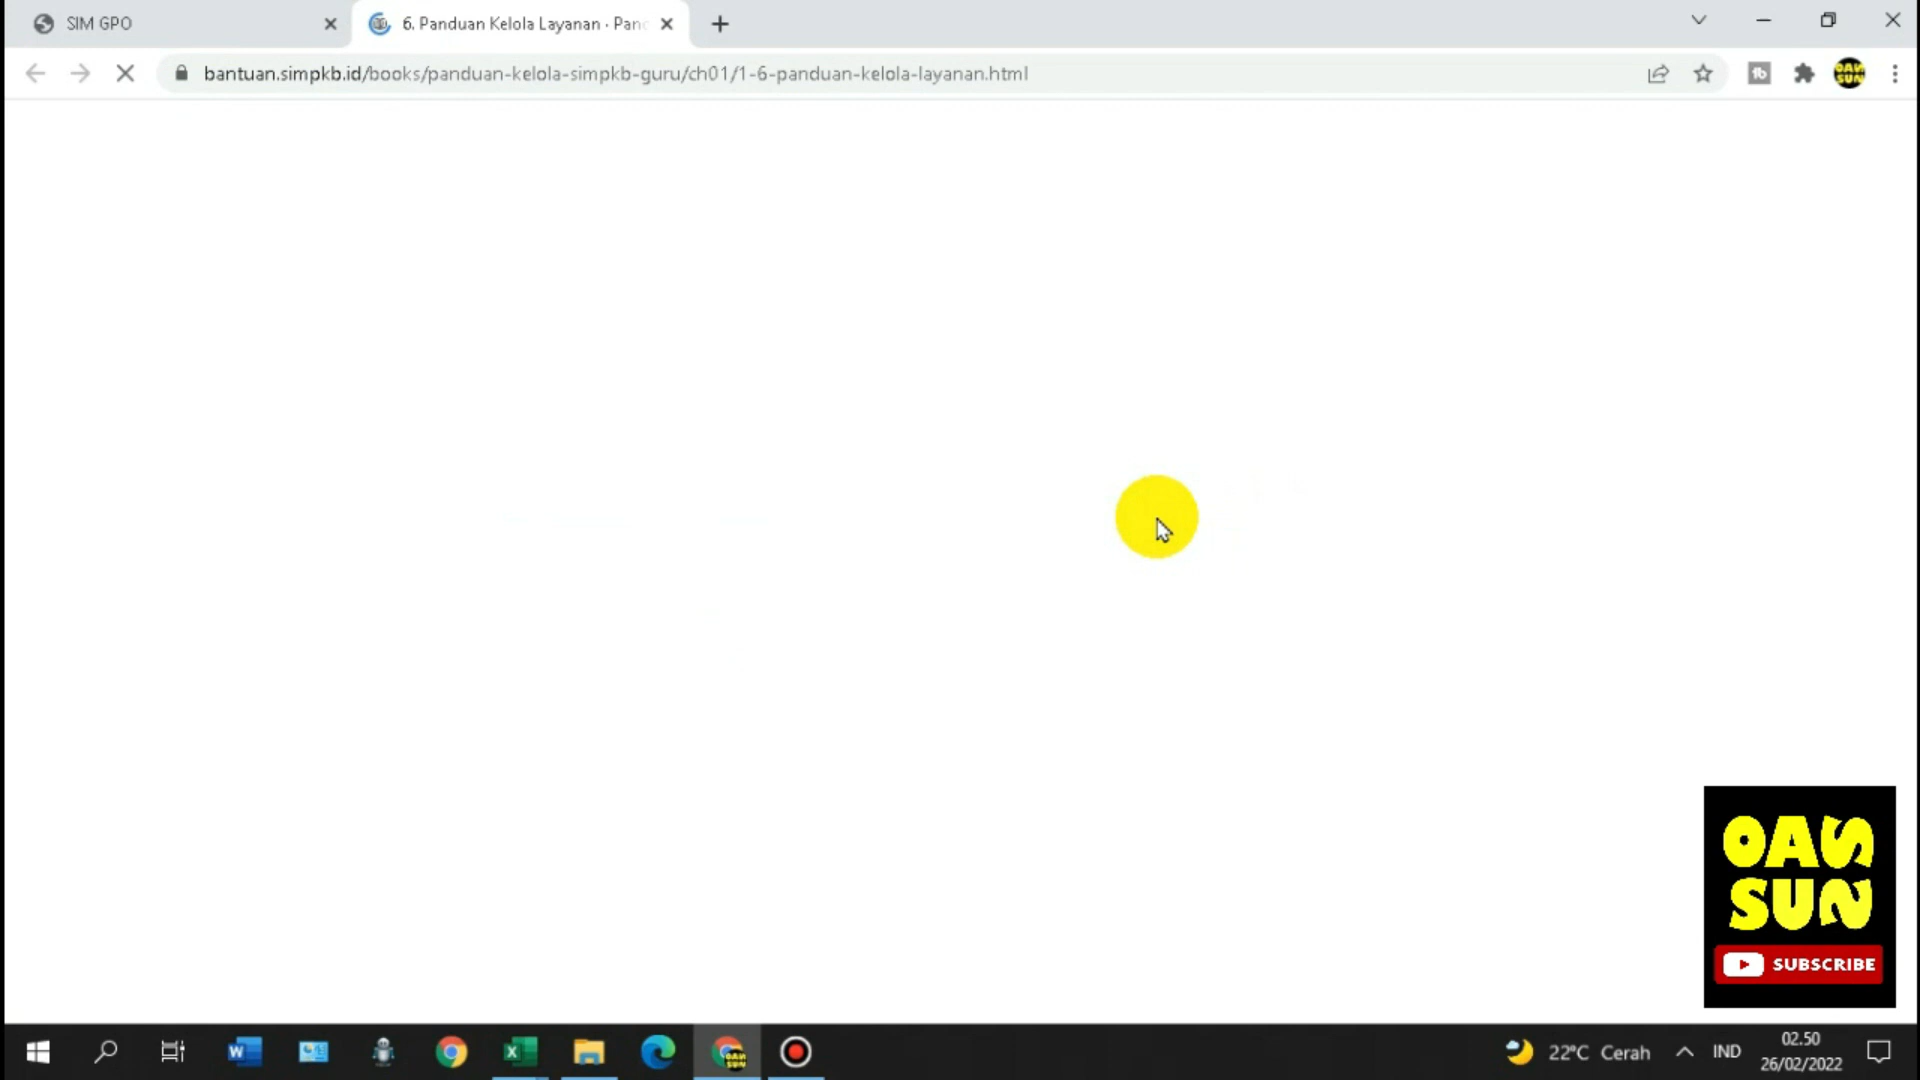 SIM GPO
6. Panduan Kelola Layanan · Pan
bantuan.simpkb.id/books/panduan-kelola-simpkb-guru/ch01/1-6-panduan-kelola-layanan.html
OAN
SUN
SUBSCRIBE
22°C Cerah
IND
02.50
26/02/2022